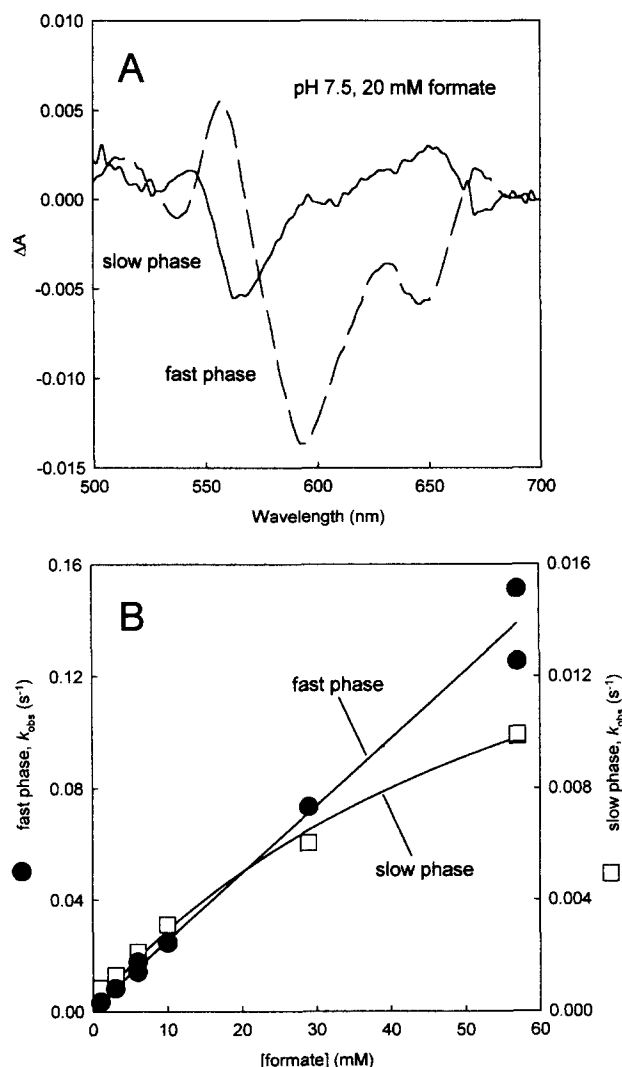 A
pH 7.5, 20 mM formate
0.010
0.005
0.000
-0.005
-0.010
-0.015
ΔA
slow phase
fast phase
500 550 600 650 700
Wavelength (nm)
B
0.16
0.12
0.08
0.04
0.00
fast phase, kobs (s⁻¹)
fast phase
slow phase
0.016
0.012
0.008
0.004
0.000
slow phase, kobs (s⁻¹)
0 10 20 30 40 50 60
[formate] (mM)